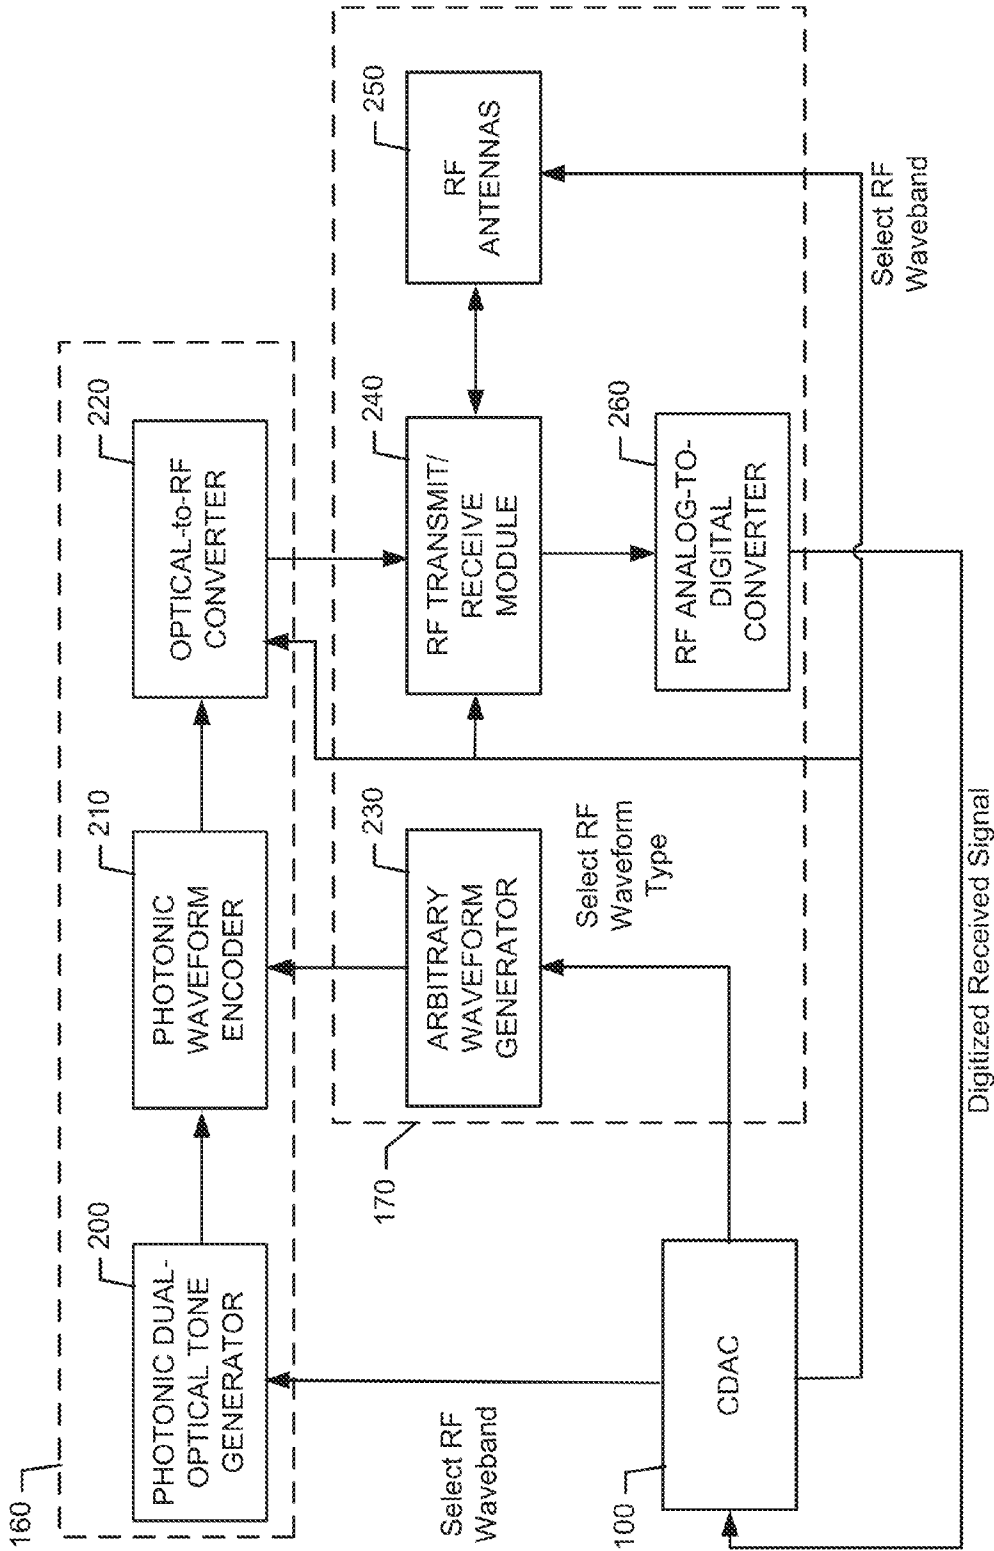 160
200
PHOTONIC DUAL-
OPTICAL TONE
GENERATOR
210
PHOTONIC
WAVEFORM
ENCODER
220
OPTICAL-to-RF
CONVERTER
170
230
ARBITRARY
WAVEFORM
GENERATOR
240
RF TRANSMIT/
RECEIVE
MODULE
250
RF
ANTENNAS
Select RF
Waveband
Select RF
Waveform
Type
260
RF ANALOG-TO-
DIGITAL
CONVERTER
100
CDAC
Select RF
Waveband
Digitized Received Signal